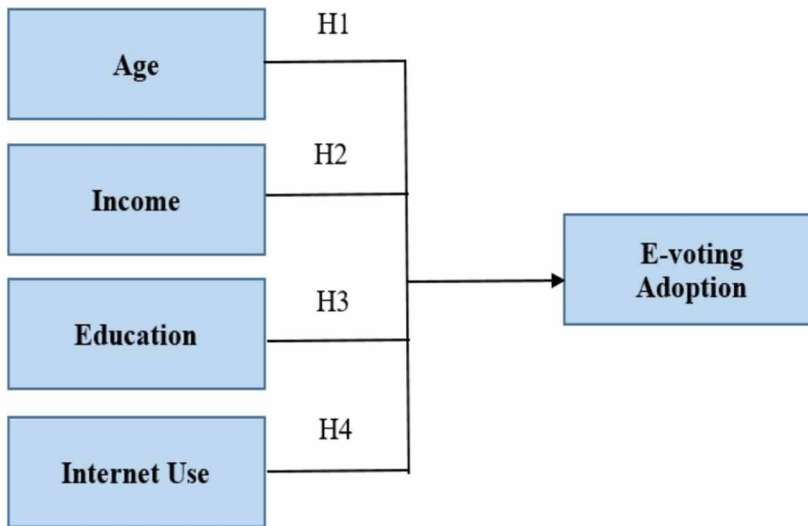 H1
Age
H2
Income
E-voting
Adoption
H3
Education
H4
Internet Use